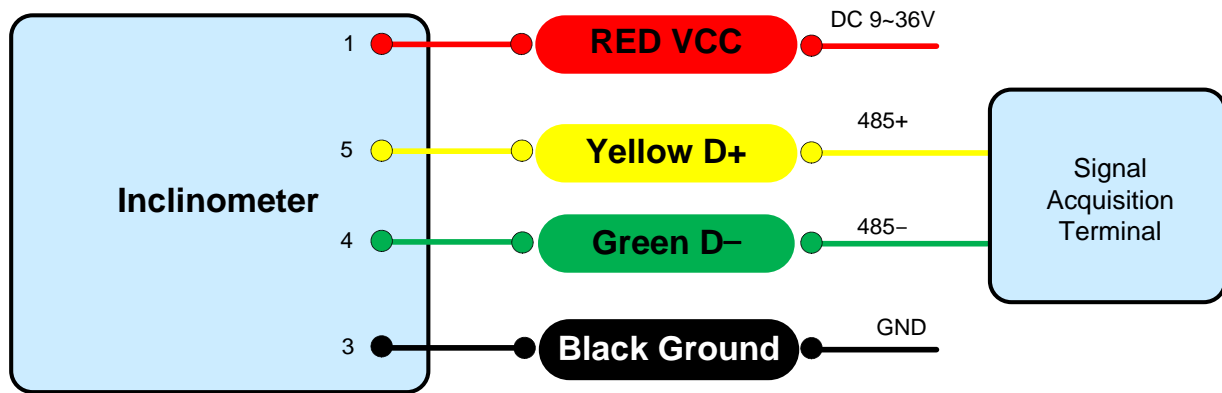 1
RED VCC
DC 9~36V
5
Yellow D+
485+
Inclinometer
Signal
Acquisition
Terminal
4
Green D−
485−
3
Black Ground
GND